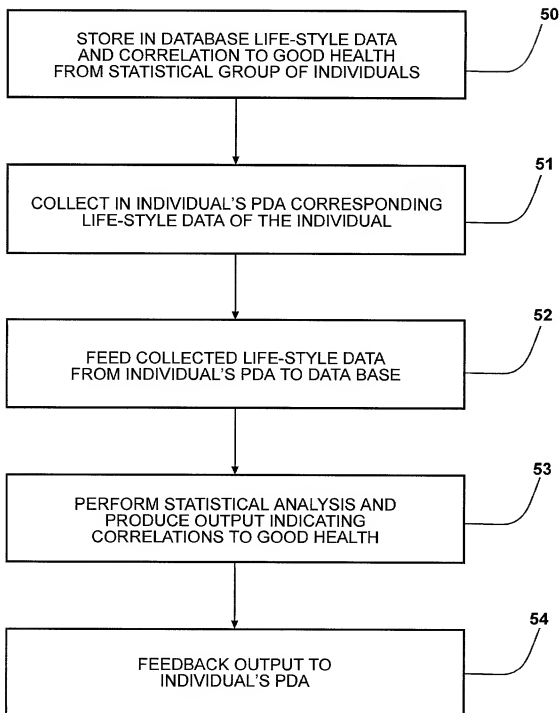 50
STORE IN DATABASE LIFE-STYLE DATA
AND CORRELATION TO GOOD HEALTH
FROM STATISTICAL GROUP OF INDIVIDUALS
51
COLLECT IN INDIVIDUAL'S PDA CORRESPONDING
LIFE-STYLE DATA OF THE INDIVIDUAL
52
FEED COLLECTED LIFE-STYLE DATA
FROM INDIVIDUAL'S PDA TO DATA BASE
53
PERFORM STATISTICAL ANALYSIS AND
PRODUCE OUTPUT INDICATING
CORRELATIONS TO GOOD HEALTH
54
FEEDBACK OUTPUT TO
INDIVIDUAL'S PDA